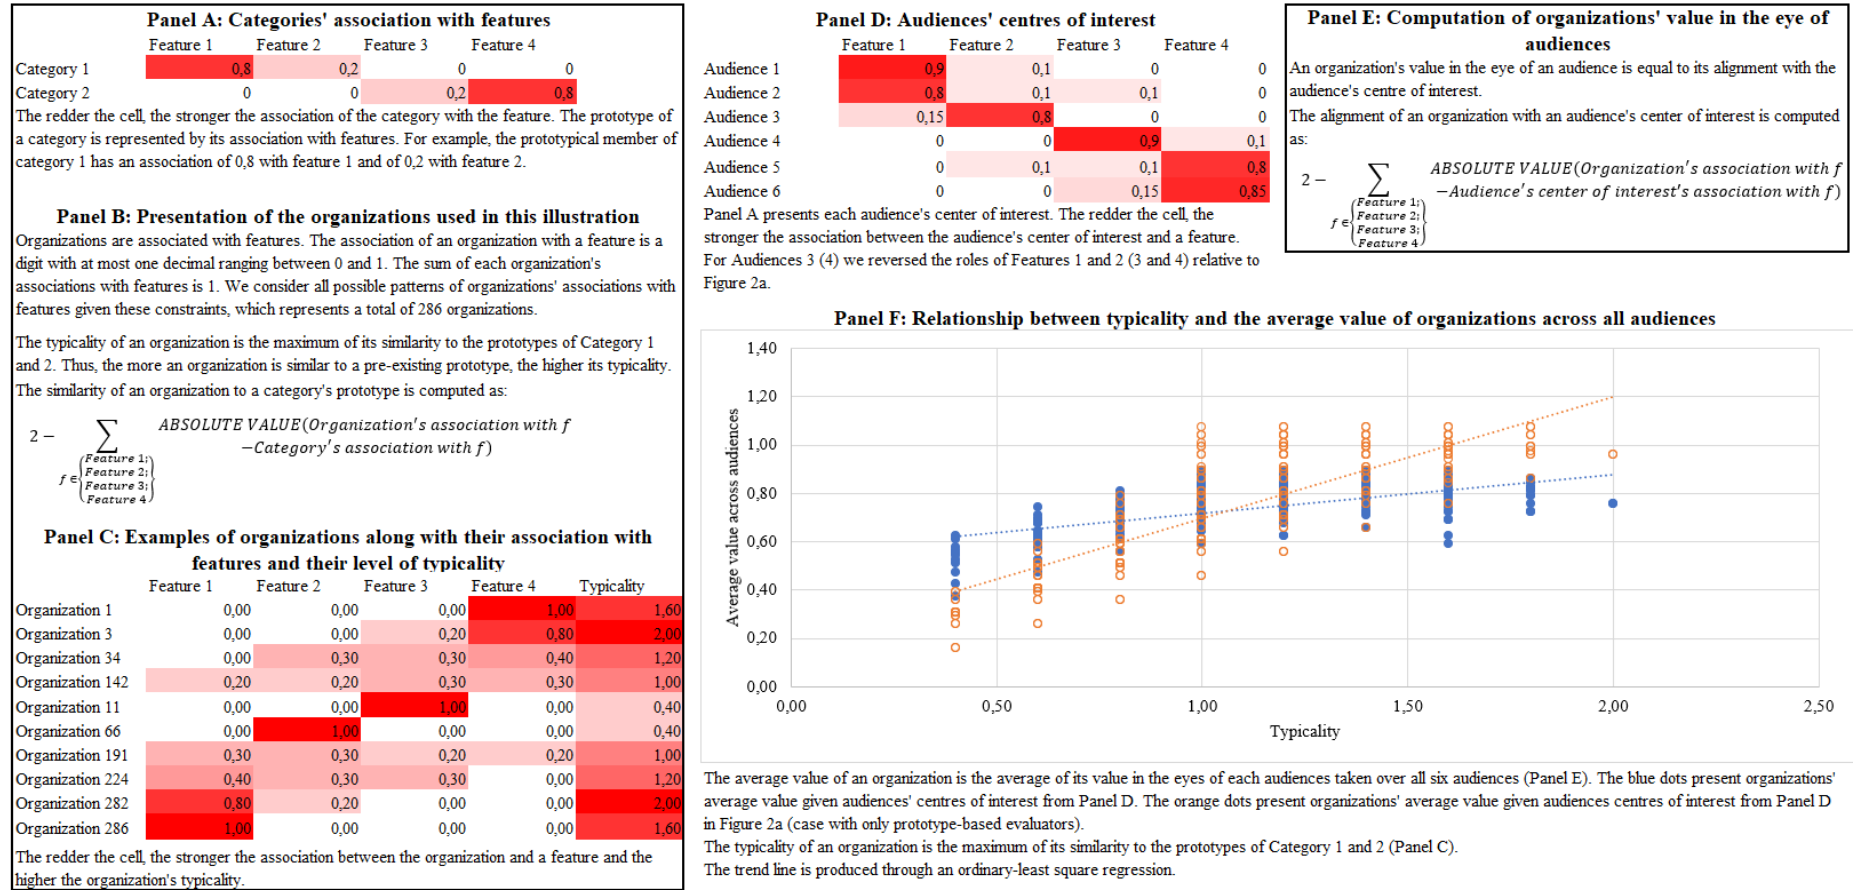 Panel A: Categories' association with features
Feature 1 Feature 2 Feature 3 Feature 4
Category 1 0,8 0,2 0 0
Category 2 0 0 0,2 0,8
The redder the cell, the stronger the association of the category with the feature. The prototype of
a category is represented by its association with features. For example, the prototypical member of
category 1 has an association of 0,8 with feature 1 and of 0,2 with feature 2.
Panel B: Presentation of the organizations used in this illustration
Organizations are associated with features. The association of an organization with a feature is a
digit with at most one decimal ranging between 0 and 1. The sum of each organization's
associations with features is 1. We consider all possible patterns of organizations' associations with
features given these constraints, which represents a total of 286 organizations.
The typicality of an organization is the maximum of its similarity to the prototypes of Category 1
and 2. Thus, the more an organization is similar to a pre-existing prototype, the higher its typicality.
The similarity of an organization to a category's prototype is computed as:
2 − ∑ ABSOLUTE VALUE(Organization's association with f
−Category's association with f)
f ∈ {Feature 1;
Feature 2;
Feature 3;
Feature 4}
Panel C: Examples of organizations along with their association with
features and their level of typicality
Feature 1 Feature 2 Feature 3 Feature 4 Typicality
Organization 1 0,00 0,00 0,00 1,00 1,60
Organization 3 0,00 0,00 0,20 0,80 2,00
Organization 34 0,00 0,30 0,30 0,40 1,20
Organization 142 0,20 0,20 0,30 0,30 1,00
Organization 11 0,00 0,00 1,00 0,00 0,40
Organization 66 0,00 1,00 0,00 0,00 0,40
Organization 191 0,30 0,30 0,20 0,20 1,00
Organization 224 0,40 0,30 0,30 0,00 1,20
Organization 282 0,80 0,20 0,00 0,00 2,00
Organization 286 1,00 0,00 0,00 0,00 1,60
The redder the cell, the stronger the association between the organization and a feature and the
higher the organization's typicality.
Panel D: Audiences' centres of interest
Feature 1 Feature 2 Feature 3 Feature 4
Audience 1 0,9 0,1 0 0
Audience 2 0,8 0,1 0,1 0
Audience 3 0,15 0,8 0 0
Audience 4 0 0 0,9 0,1
Audience 5 0 0,1 0,1 0,8
Audience 6 0 0 0,15 0,85
Panel A presents each audience's center of interest. The redder the cell, the
stronger the association between the audience's center of interest and a feature.
For Audiences 3 (4) we reversed the roles of Features 1 and 2 (3 and 4) relative to
Figure 2a.
Panel E: Computation of organizations' value in the eye of
audiences
An organization's value in the eye of an audience is equal to its alignment with the
audience's centre of interest.
The alignment of an organization with an audience's center of interest is computed
as:
2 − ∑ ABSOLUTE VALUE(Organization's association with f
−Audience's center of interest's association with f)
f ∈ {Feature 1;
Feature 2;
Feature 3;
Feature 4}
Panel F: Relationship between typicality and the average value of organizations across all audiences
Average value across audiences
1,40
1,20
1,00
0,80
0,60
0,40
0,20
0,00
0,00 0,50 1,00 1,50 2,00 2,50
Typicality
The average value of an organization is the average of its value in the eyes of each audiences taken over all six audiences (Panel E). The blue dots present organizations'
average value given audiences' centres of interest from Panel D. The orange dots present organizations' average value given audiences centres of interest from Panel D
in Figure 2a (case with only prototype-based evaluators).
The typicality of an organization is the maximum of its similarity to the prototypes of Category 1 and 2 (Panel C).
The trend line is produced through an ordinary-least square regression.